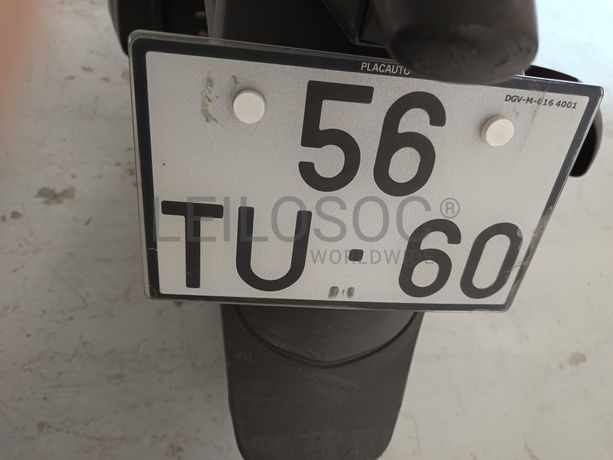 PLACAUTO
DGV-M-016 4001
56
TU·60
LEILOSOC®
WORLDWIDE